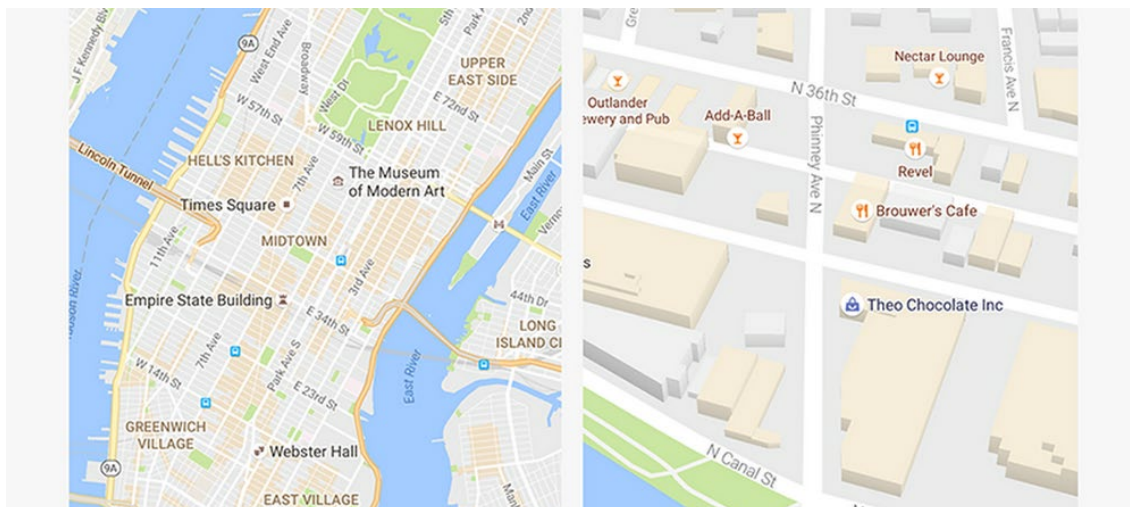 J F Kennedy Blvd
9A
West End Ave
Broadway
West Dr
5th
2nd
UPPER
EAST SIDE
W 57th St
W 59th St
E 72nd St
LENOX HILL
Lincoln Tunnel
HELL'S KITCHEN
7th Ave
The Museum
of Modern Art
Main St
East River
Times Square
11th Ave
MIDTOWN
3rd Ave
Empire State Building
E 34th St
44th Dr
LONG
ISLAND
7th Ave
Park Ave S
W 14th St
E 23rd St
East River
GREENWICH
VILLAGE
Webster Hall
9A
EAST VILLAGE
Nectar Lounge
Francis Ave N
N 36th St
Outlander
ewery and Pub
Add-A-Ball
Phinney Ave N
Revel
Brouwer's Cafe
s
Theo Chocolate Inc
N Canal St